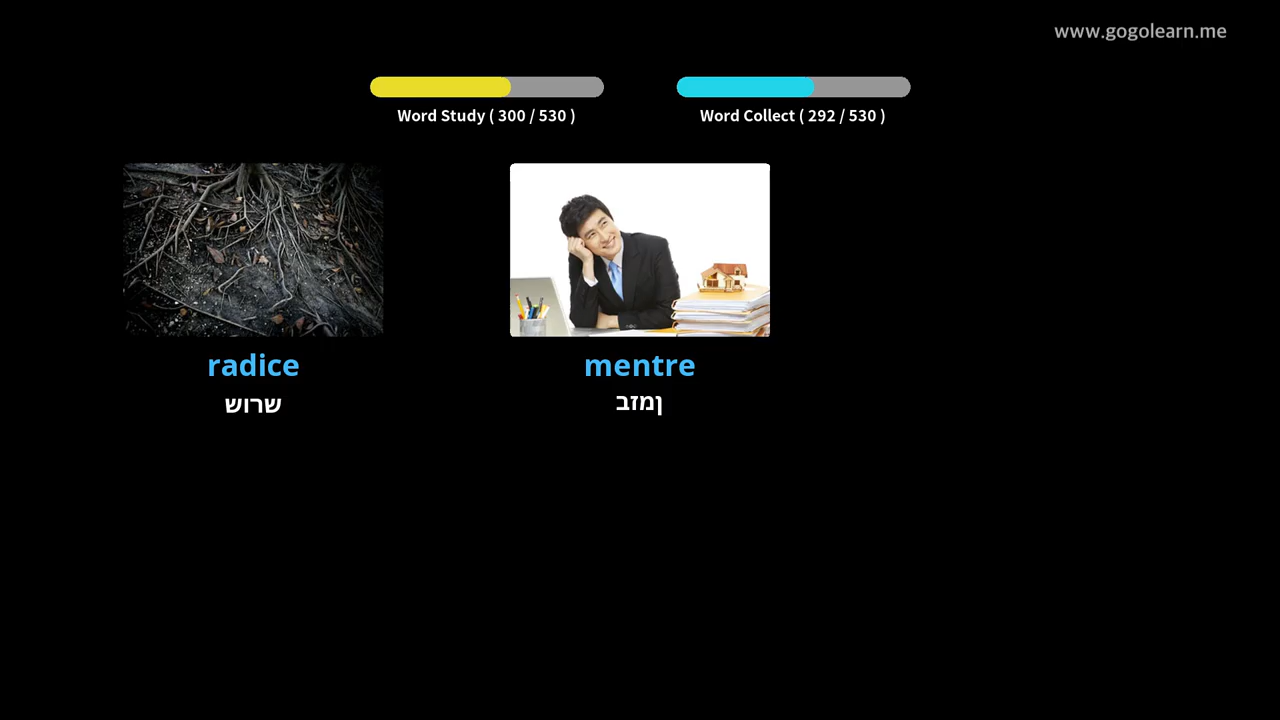 www.gogolearn.me
Word Study ( 300 / 530 )
Word Collect ( 292 / 530 )
radice
שרוש
mentre
ןמזב